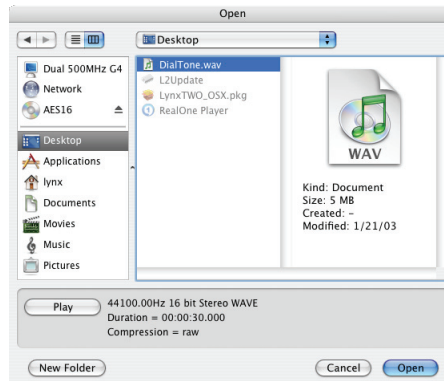 Open
Desktop
Dual 500MHz G4
Network
AES16
Desktop
Applications
lynx
Documents
Movies
Music
Pictures
DialTone.wav
L2Update
LynxTWO_OSX.pkg
RealOne Player
WAV
Kind: Document
Size: 5 MB
Created: -
Modified: 1/21/03
Play
44100.00Hz 16 bit Stereo WAVE
Duration = 00:00:30.000
Compression = raw
New Folder
Cancel
Open